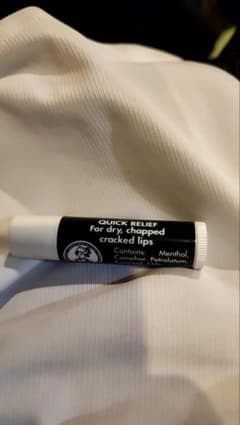 QUICK RELIEF
For dry, chapped
cracked lips
Contains: Menthol,
Camphor, Petrolatum,